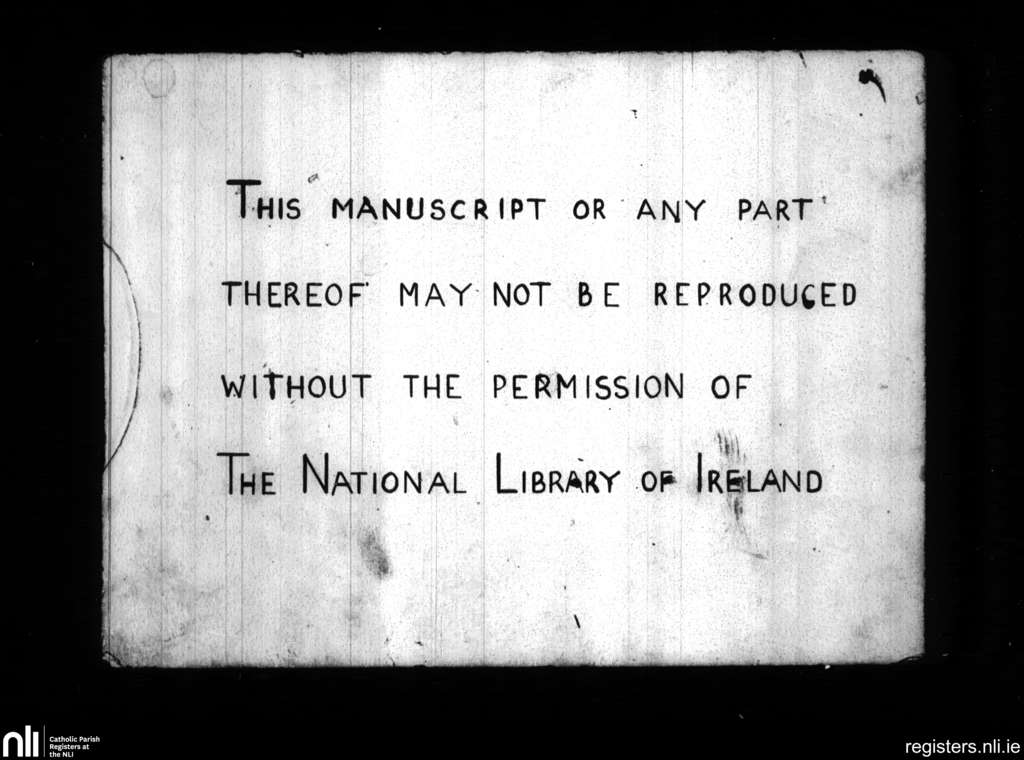 This manuscript or any part
thereof may not be reproduced
without the permission of
The National Library of Ireland
nli
Catholic Parish
Registers at
the NLI
registers.nli.ie